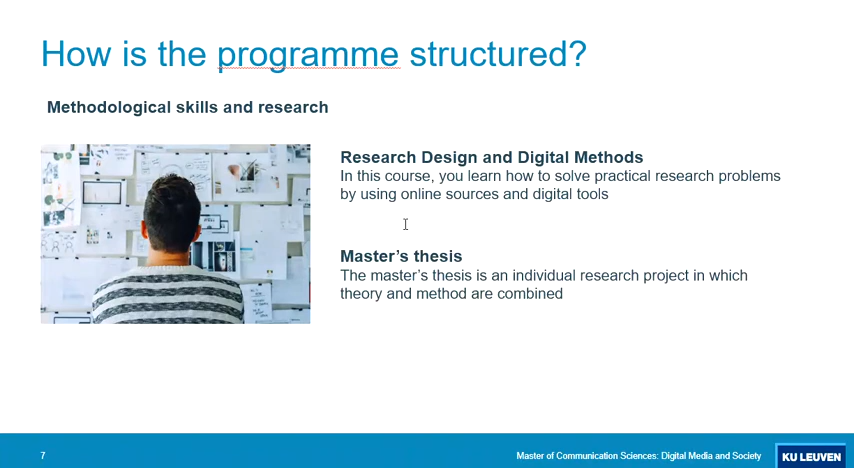 How is the programme structured?
Methodological skills and research
Research Design and Digital Methods
In this course, you learn how to solve practical research problems
by using online sources and digital tools
Master’s thesis
The master’s thesis is an individual research project in which
theory and method are combined
7
Master of Communication Sciences: Digital Media and Society
KU LEUVEN